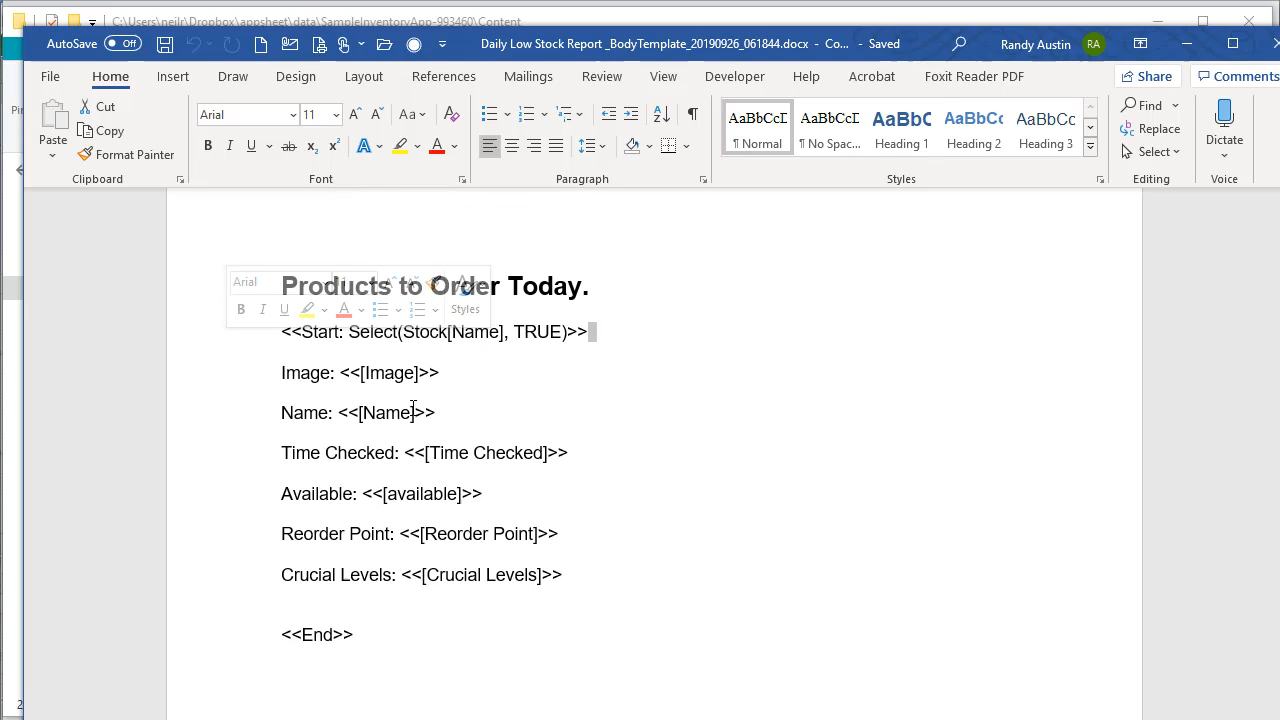 C:\Users\neilr\Dropbox\appsheet\data\SampleInventoryApp-993460\Content
AutoSave Off
Daily Low Stock Report _BodyTemplate_20190926_061844.docx - Co... - Saved
Randy Austin RA
File Home Insert Draw Design Layout References Mailings Review View Developer Help Acrobat Foxit Reader PDF Share Comments
Paste
Cut
Copy
Format Painter
Clipboard
Arial 11
Font
Paragraph
AaBbCcD
¶ Normal
AaBbCcD
¶ No Spac...
AaBbC
Heading 1
AaBbCc
Heading 2
AaBbCc
Heading 3
Styles
Find
Replace
Select
Editing
Dictate
Voice
Arial 11
Styles
Products to Order Today.
<<Start: Select(Stock[Name], TRUE)>>
Image: <<[Image]>>
Name: <<[Name]>>
Time Checked: <<[Time Checked]>>
Available: <<[available]>>
Reorder Point: <<[Reorder Point]>>
Crucial Levels: <<[Crucial Levels]>>
<<End>>